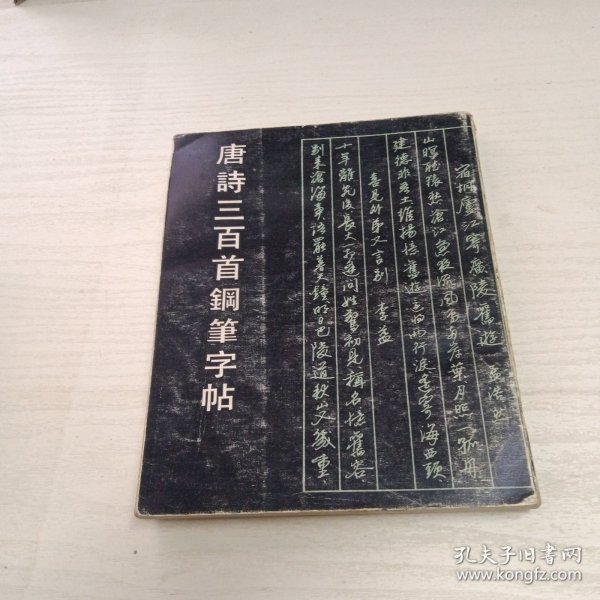 唐詩三百首鋼筆字帖
宿桐廬江寄廣陵舊遊 孟浩然
山暝聽猿愁滄江急夜流風鳴兩岸葉月照一孤舟
建德非吾土維揚憶舊遊還將兩行淚遙寄海西頭
喜見外弟又言別 李益
十年離亂後長大一相逢問姓驚初見稱名憶舊容
別來滄海事語罷暮天鐘明日巴陵道秋山又幾重
孔夫子旧书网
www.kongfz.com